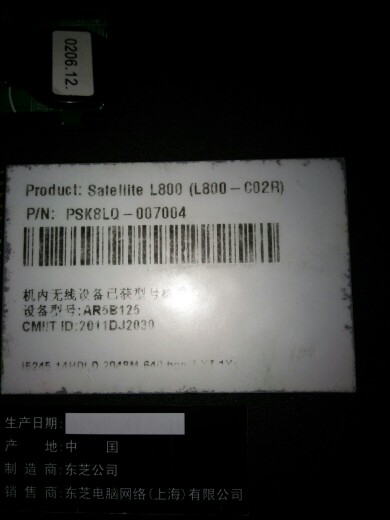 0206.12.
Product: Satellite L800 (L800-C02R)
P/N: PSK8LQ-007004
机内无线设备已获型号核
设备型号:AR5B125
CMIIT ID:2011DJ2030
2048M 640
生产日期:
产 地:中 国
制 造 商:东芝公司
销 售 商:东芝电脑网络(上海)有限公司